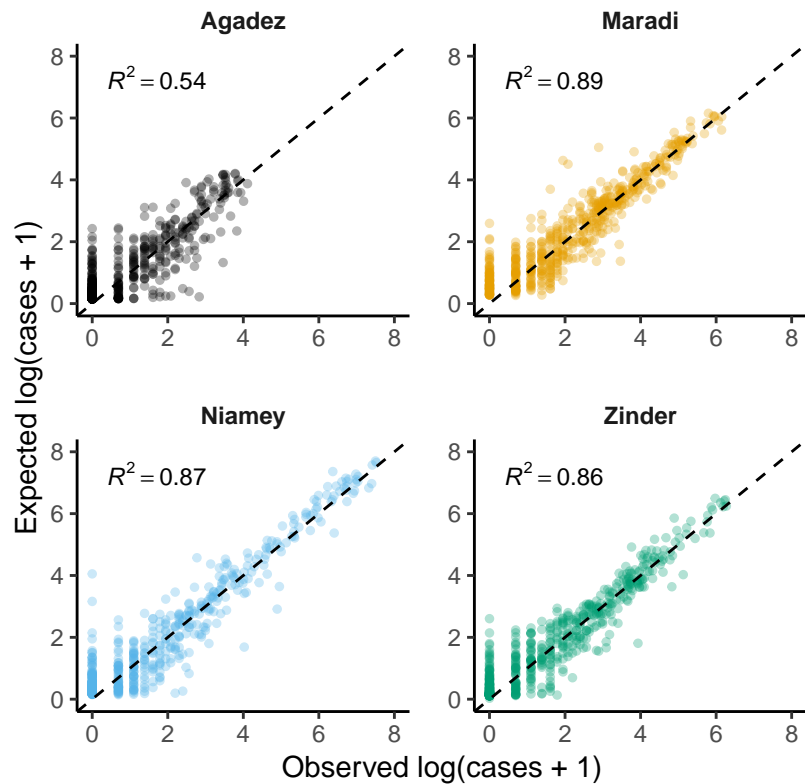 Agadez
Maradi
8
6
4
2
0
R² = 0.54
0 2 4 6 8
8
6
4
2
0
R² = 0.89
0 2 4 6 8
Niamey
Zinder
8
6
4
2
0
R² = 0.87
0 2 4 6 8
8
6
4
2
0
R² = 0.86
0 2 4 6 8
Expected log(cases + 1)
Observed log(cases + 1)